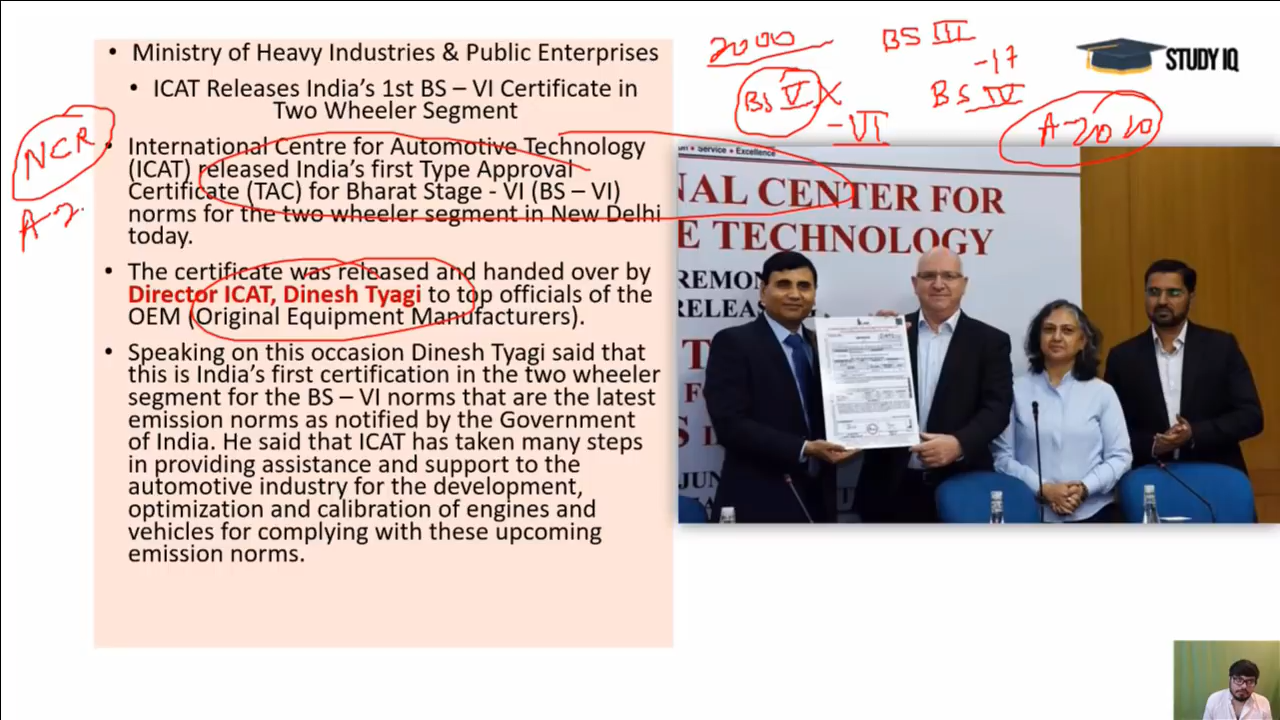 2000
BS III
-17
BS V X
BS IV
-VI
A-2020
STUDY IQ
NCR
A-2
• Ministry of Heavy Industries & Public Enterprises
• ICAT Releases India's 1st BS – VI Certificate in
Two Wheeler Segment
• International Centre for Automotive Technology
(ICAT) released India's first Type Approval
Certificate (TAC) for Bharat Stage - VI (BS – VI)
norms for the two wheeler segment in New Delhi
today.
• The certificate was released and handed over by
Director ICAT, Dinesh Tyagi to top officials of the
OEM (Original Equipment Manufacturers).
• Speaking on this occasion Dinesh Tyagi said that
this is India's first certification in the two wheeler
segment for the BS – VI norms that are the latest
emission norms as notified by the Government
of India. He said that ICAT has taken many steps
in providing assistance and support to the
automotive industry for the development,
optimization and calibration of engines and
vehicles for complying with these upcoming
emission norms.
• Service • Excellence
NAL CENTER FOR
E TECHNOLOGY
REMON
RELEASING
JUN